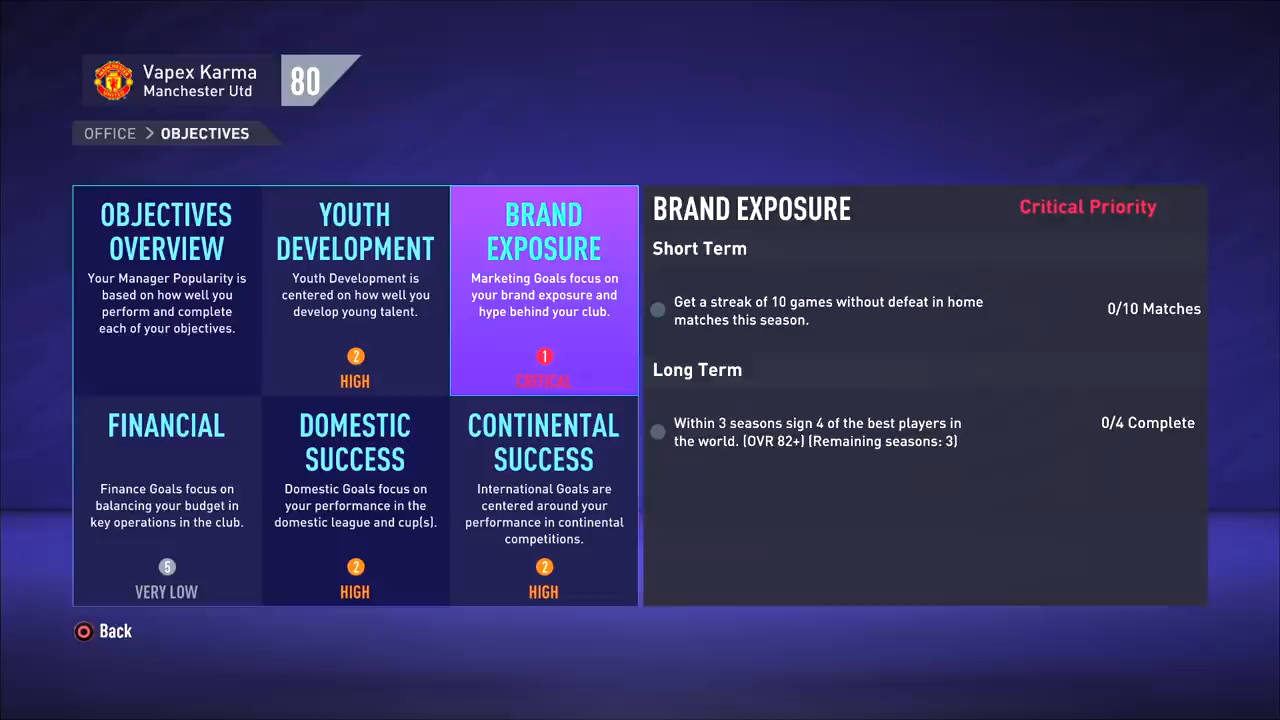 Vapex Karma
Manchester Utd
80
OFFICE > OBJECTIVES
OBJECTIVES
OVERVIEW
Your Manager Popularity is
based on how well you
perform and complete
each of your objectives.
YOUTH
DEVELOPMENT
Youth Development is
centered on how well you
develop young talent.
2
HIGH
BRAND
EXPOSURE
Marketing Goals focus on
your brand exposure and
hype behind your club.
1
CRITICAL
FINANCIAL
Finance Goals focus on
balancing your budget in
key operations in the club.
5
VERY LOW
DOMESTIC
SUCCESS
Domestic Goals focus on
your performance in the
domestic league and cup(s).
2
HIGH
CONTINENTAL
SUCCESS
International Goals are
centered around your
performance in continental
competitions.
2
HIGH
BRAND EXPOSURE
Critical Priority
Short Term
Get a streak of 10 games without defeat in home
matches this season.
0/10 Matches
Long Term
Within 3 seasons sign 4 of the best players in
the world. (OVR 82+) (Remaining seasons: 3)
0/4 Complete
Back